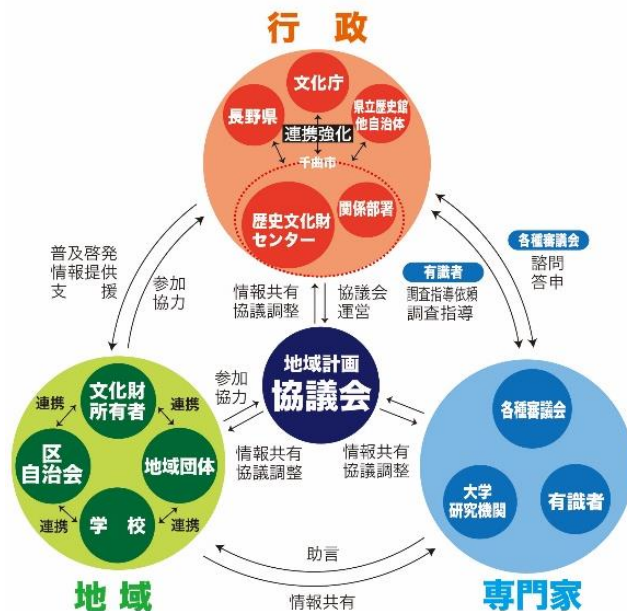 行 政
文化庁
長野県
県立歴史館
他自治体
連携強化
千曲市
歴史文化財
センター
関係部署
普及啓発
情報提供
支 援
参加
協力
情報共有
協議調整
協議会
運営
有識者
調査指導依頼
調査指導
各種審議会
諮問
答申
地域計画
協議会
文化財
所有者
連携
連携
区
自治会
地域団体
連携
連携
学 校
参加
協力
情報共有
協議調整
情報共有
協議調整
各種審議会
大学
研究機関
有識者
助言
情報共有
地 域
専門家